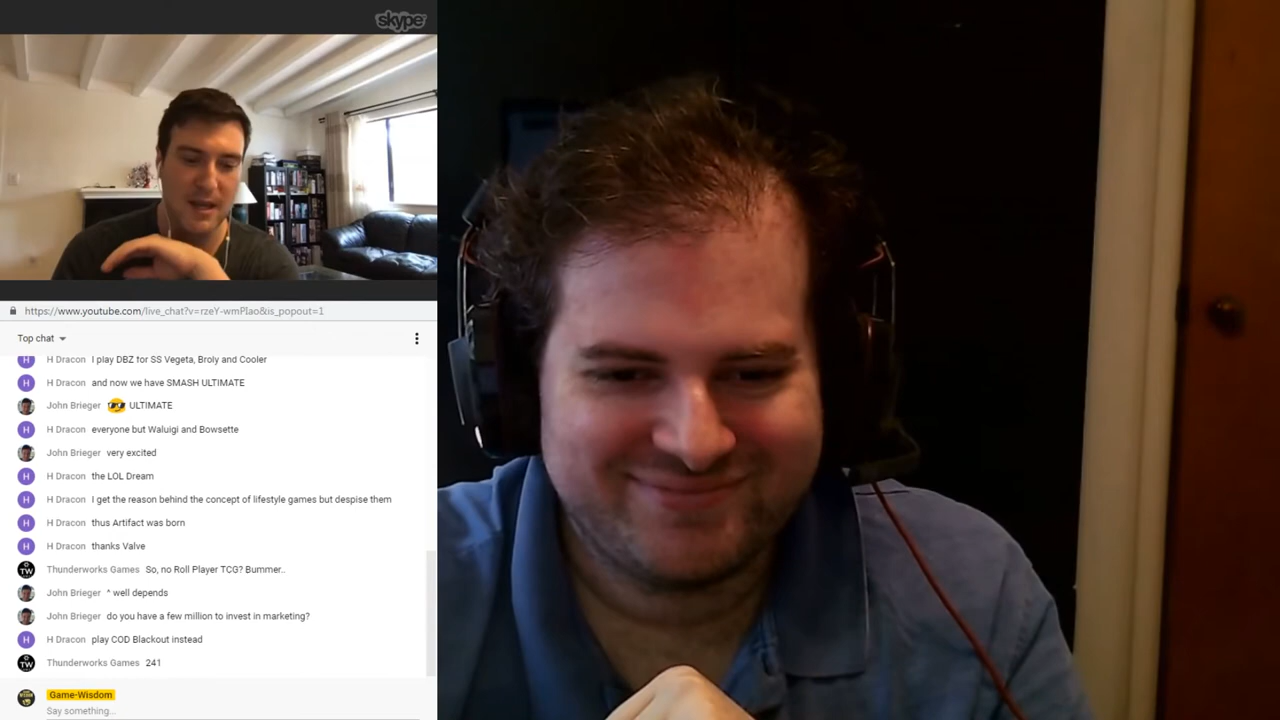 skype
https://www.youtube.com/live_chat?v=rzeY-wmPlao&is_popout=1
Top chat
H H Dracon I play DBZ for SS Vegeta, Broly and Cooler
H H Dracon and now we have SMASH ULTIMATE
John Brieger ULTIMATE
H H Dracon everyone but Waluigi and Bowsette
John Brieger very excited
H H Dracon the LOL Dream
H H Dracon I get the reason behind the concept of lifestyle games but despise them
H H Dracon thus Artifact was born
H H Dracon thanks Valve
TW Thunderworks Games So, no Roll Player TCG? Bummer..
John Brieger ^ well depends
John Brieger do you have a few million to invest in marketing?
H H Dracon play COD Blackout instead
TW Thunderworks Games 241
Game-Wisdom
Say something...